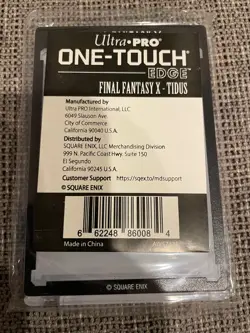 Ultra•PRO
ONE-TOUCH
EDGE
FINAL FANTASY X - TIDUS
Manufactured by
Ultra PRO International, LLC
6049 Slauson Ave.
City of Commerce
California 90040 U.S.A.
Distributed by
SQUARE ENIX, LLC Merchandising Division
999 N. Pacific Coast Hwy. Suite 150
El Segundo
California 90245 U.S.A.
Customer Support https://sqex.to/mdsupport
© SQUARE ENIX
6 62248 86008 4
Made in China
© SQUARE ENIX